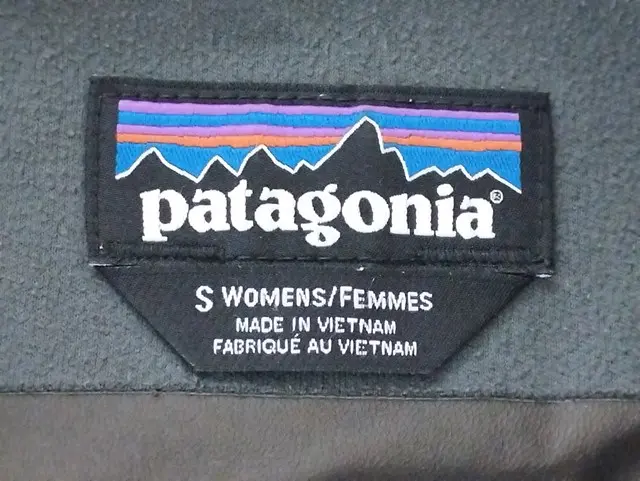 patagonia®
S WOMENS/FEMMES
MADE IN VIETNAM
FABRIQUÉ AU VIETNAM